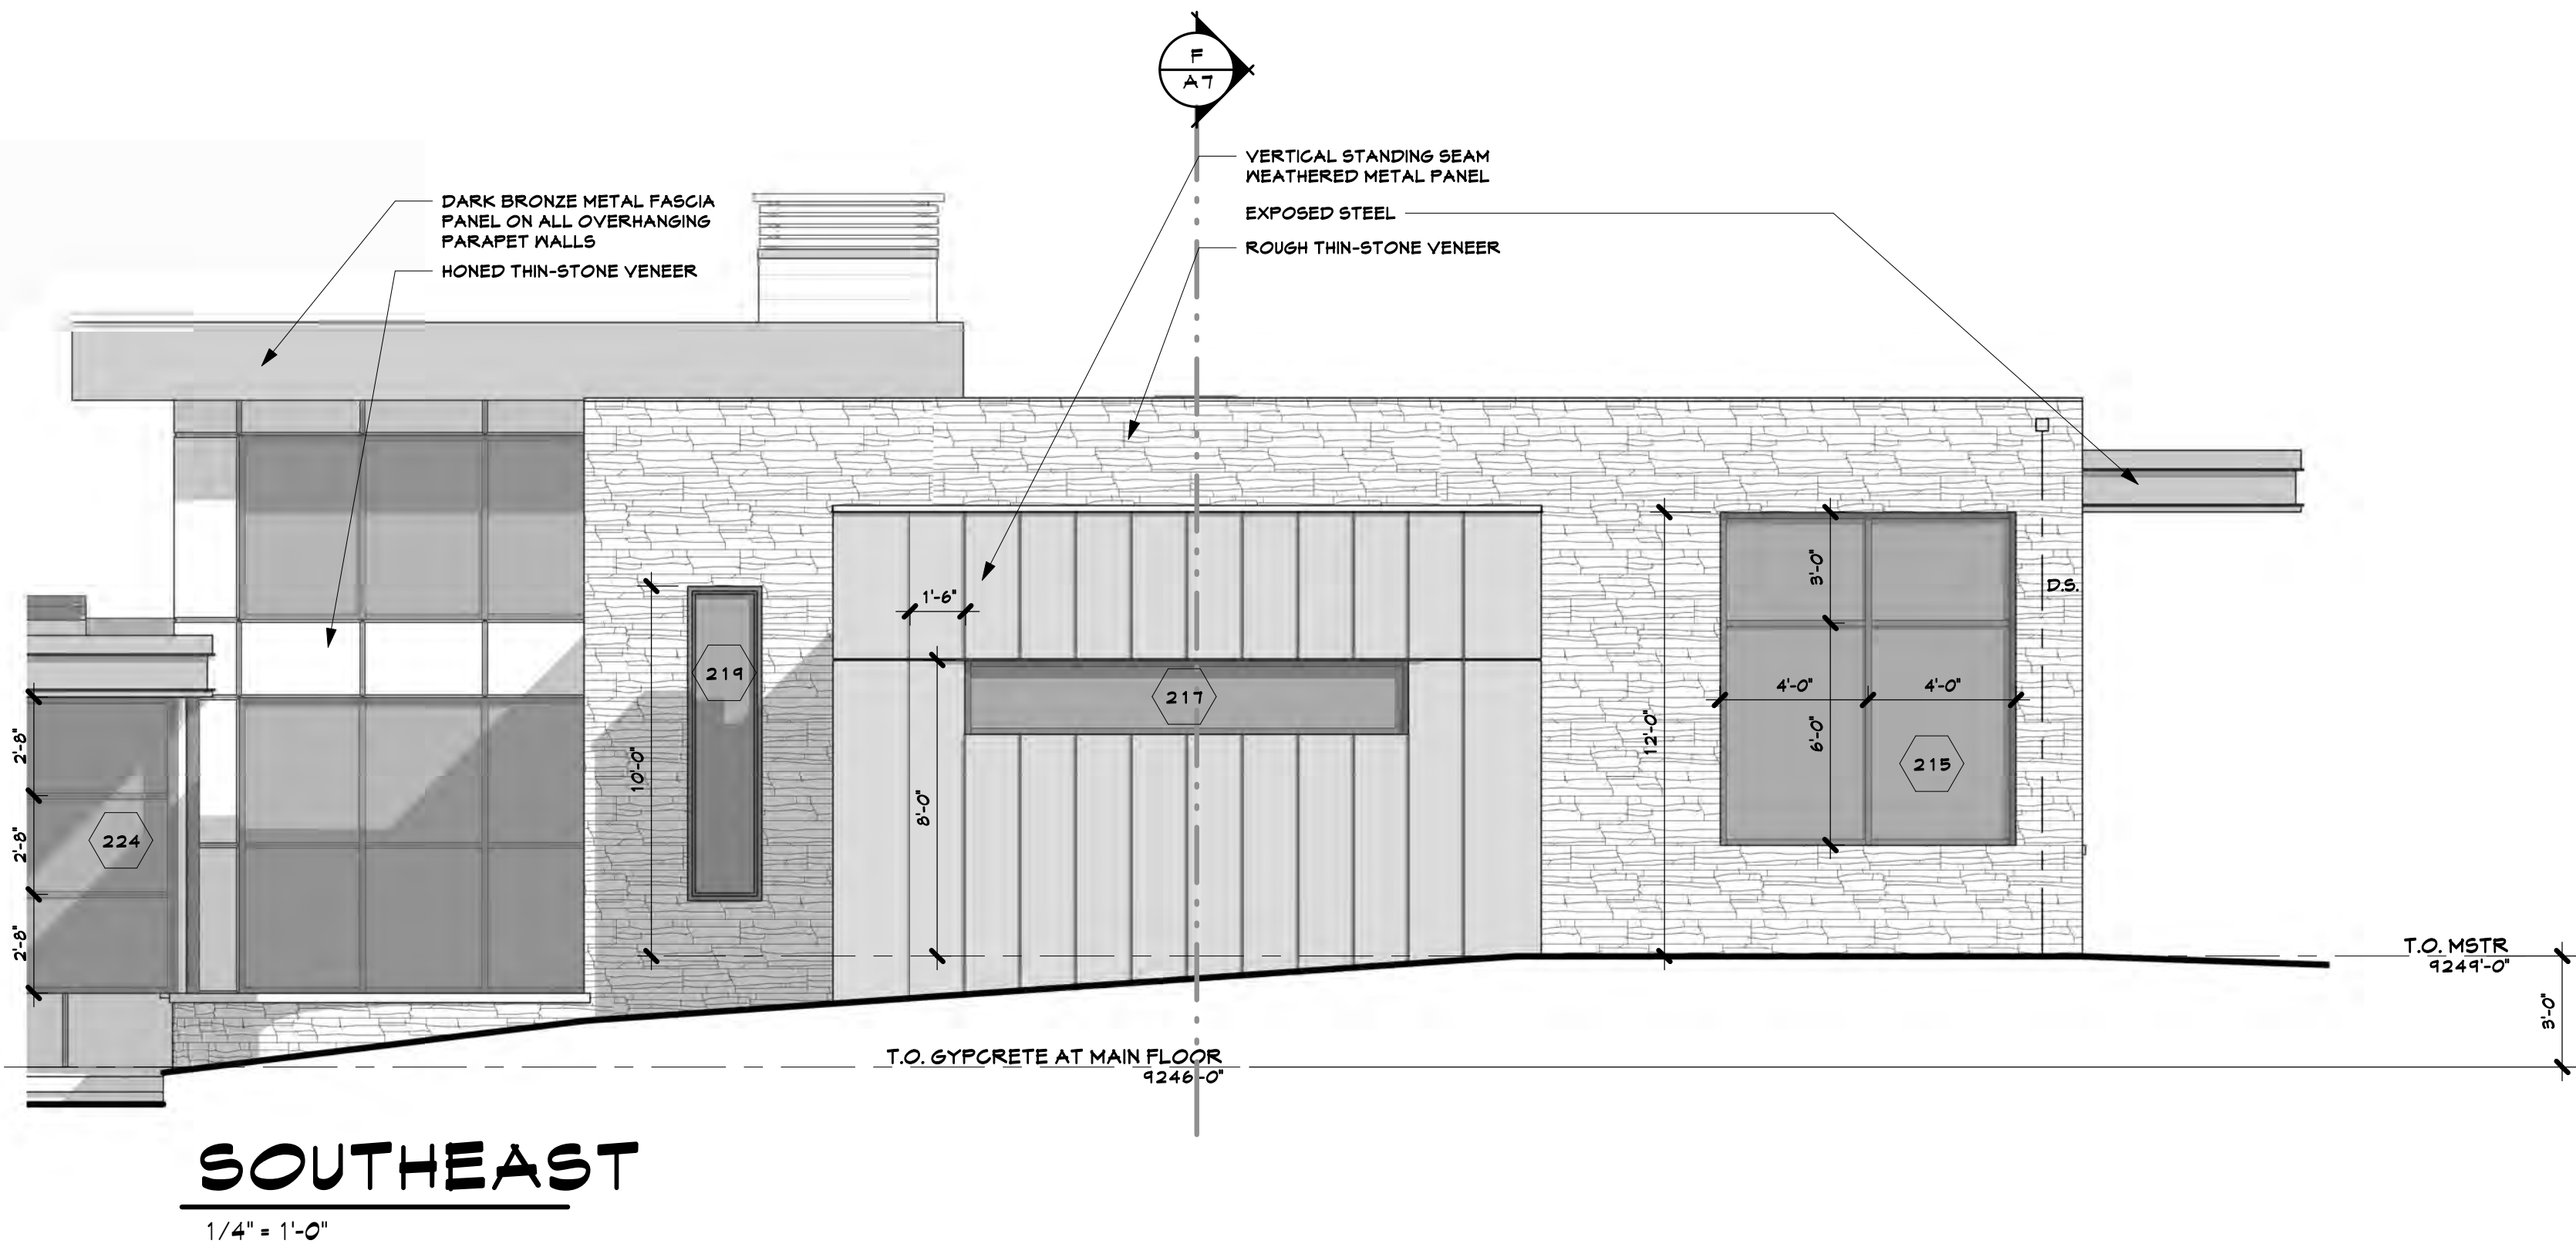 F
A7
VERTICAL STANDING SEAM
WEATHERED METAL PANEL
EXPOSED STEEL
ROUGH THIN-STONE VENEER
DARK BRONZE METAL FASCIA
PANEL ON ALL OVERHANGING
PARAPET WALLS
HONED THIN-STONE VENEER
1'-6"
3'-0"
D.S.
219
217
4'-0"
4'-0"
12'-0"
6'-0"
10'-0"
8'-0"
215
2'-8"
2'-8"
2'-8"
224
T.O. MSTR
9249'-0"
3'-0"
T.O. GYPCRETE AT MAIN FLOOR
9246'-0"
SOUTHEAST
1/4" = 1'-0"